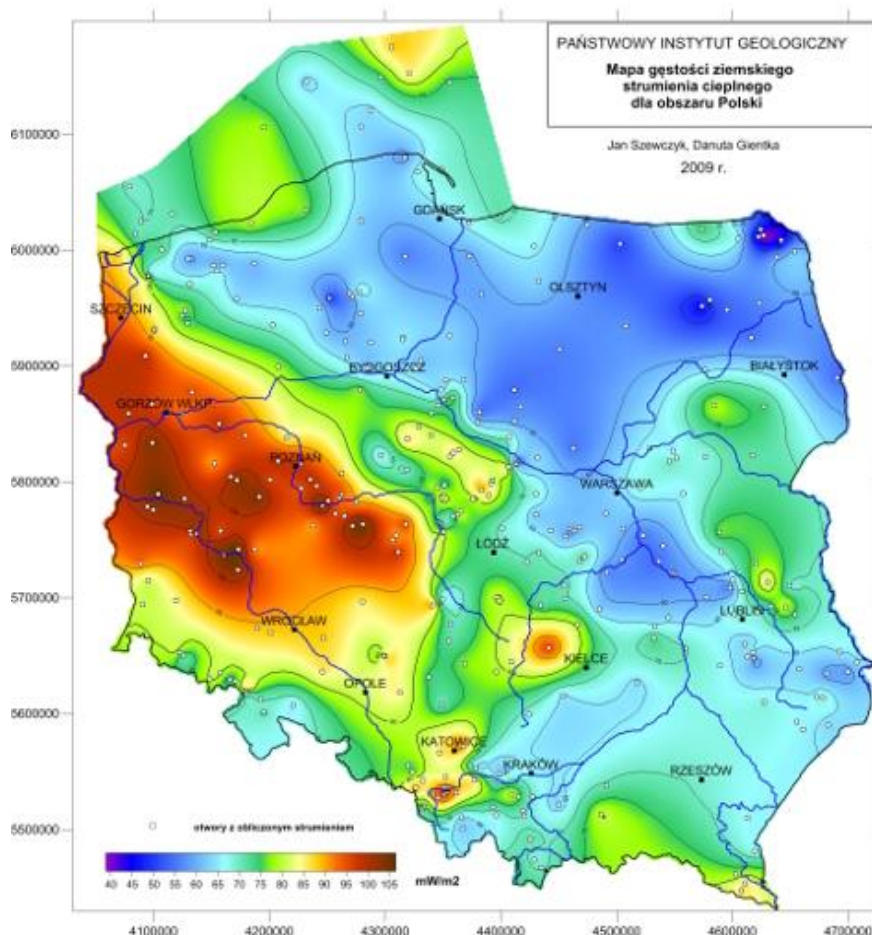 PAŃSTWOWY INSTYTUT GEOLOGICZNY
Mapa gęstości ziemskiego
strumienia cieplnego
dla obszaru Polski
Jan Szewczyk, Danuta Gientka
2009 r.
6100000
GDAŃSK
6000000
OLSZTYN
SZCZECIN
5900000
BYDGOSZCZ
BIAŁYSTOK
GORZÓW WLKP.
POZNAŃ
5800000
WARSZAWA
ŁÓDŹ
5700000
LUBLIN
WROCŁAW
KIELCE
OPOLE
5600000
KATOWICE
KRAKÓW
RZESZÓW
5500000
otwory z obliczonym strumieniem
40 45 50 55 60 65 70 75 80 85 90 95 100 105 mW/m2
4100000 4200000 4300000 4400000 4500000 4600000 4700000